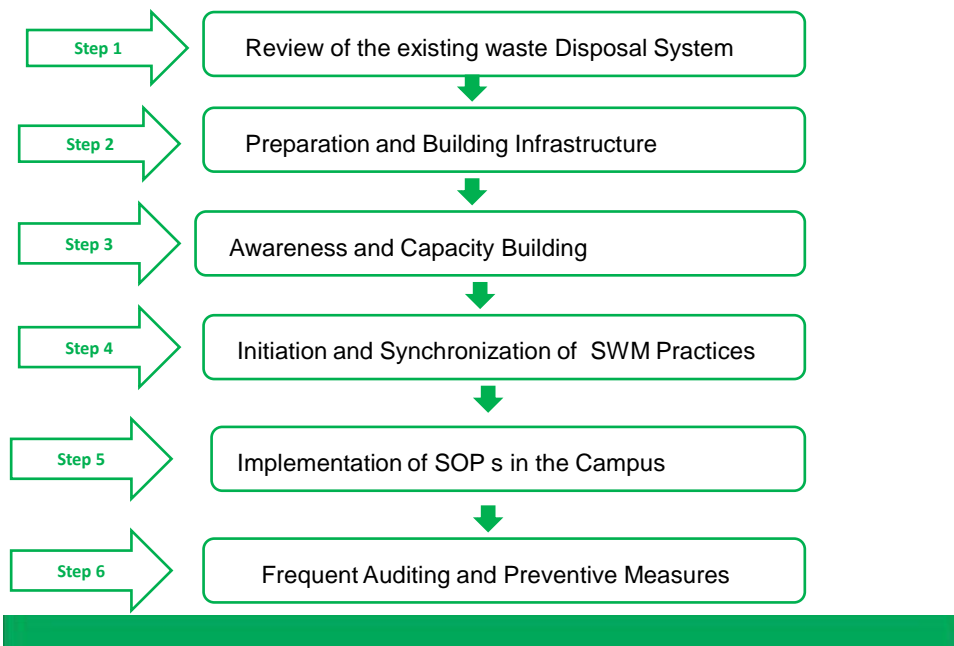 Step 1
Review of the existing waste Disposal System
Step 2
Preparation and Building Infrastructure
Step 3
Awareness and Capacity Building
Step 4
Initiation and Synchronization of SWM Practices
Step 5
Implementation of SOP s in the Campus
Step 6
Frequent Auditing and Preventive Measures